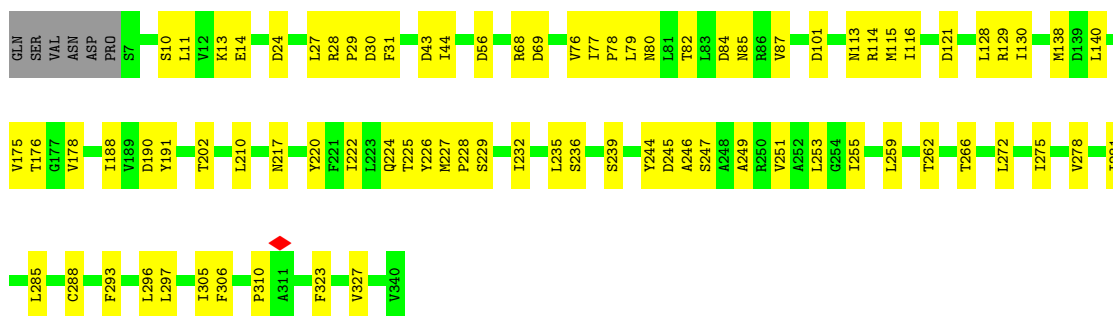 GLN SER VAL ASN ASP PRO S7 S10 L11 V12 K13 E14 D24 L27 R28 P29 D30 F31 D43 I44 D56 R68 D69 V76 I77 P78 L79 N80 L81 T82 L83 D84 N85 R86 V87 D101 N113 R114 M115 I116 D121 L128 R129 I130 M138 D139 L140
V175 T176 G177 V178 I188 V189 D190 Y191 T202 L210 N217 Y220 F221 I222 L223 Q224 T225 Y226 M227 P228 S229 I232 L235 S236 S239 Y244 D245 A246 S247 A248 A249 R250 V251 A252 L253 G254 I255 L259 T262 T266 L272 I275 V278
L285 C288 F293 L296 L297 I305 F306 P310 A311 F323 V327 V340